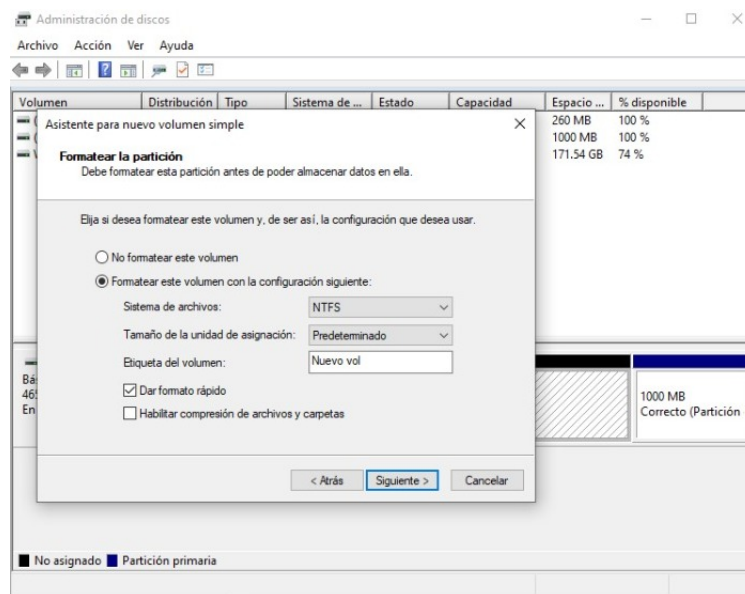 Administración de discos
Archivo Acción Ver Ayuda
Volumen Distribución Tipo Sistema de ... Estado Capacidad Espacio ... % disponible
260 MB 100 %
1000 MB 100 %
171.54 GB 74 %
Asistente para nuevo volumen simple
Formatear la partición
Debe formatear esta partición antes de poder almacenar datos en ella.
Elija si desea formatear este volumen y, de ser así, la configuración que desea usar.
No formatear este volumen
Formatear este volumen con la configuración siguiente:
Sistema de archivos: NTFS
Tamaño de la unidad de asignación: Predeterminado
Etiqueta del volumen: Nuevo vol
Dar formato rápido
Habilitar compresión de archivos y carpetas
< Atrás Siguiente > Cancelar
Bá
465
En
1000 MB
Correcto (Partición
No asignado Partición primaria